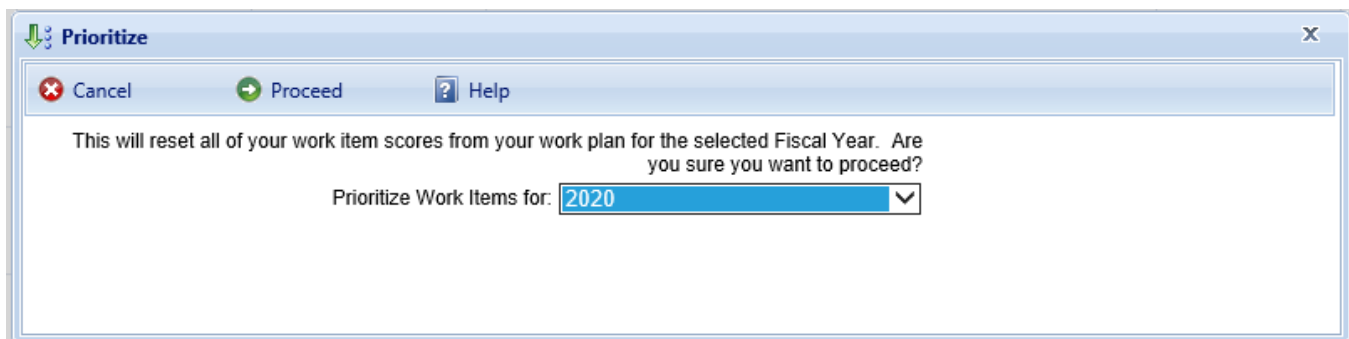 Prioritize
x
Cancel Proceed Help
This will reset all of your work item scores from your work plan for the selected Fiscal Year. Are
you sure you want to proceed?
Prioritize Work Items for: 2020